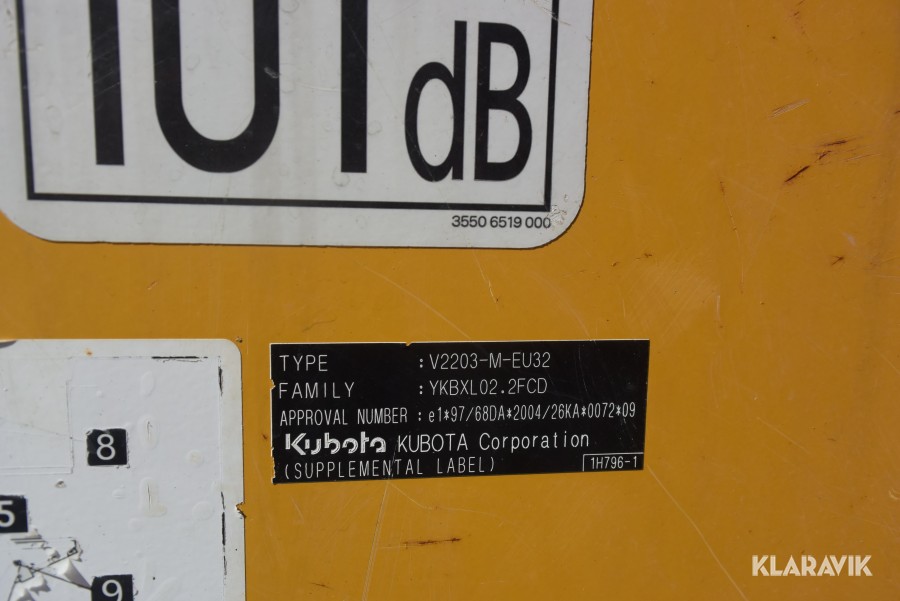 101 dB
3550 6519 000
TYPE : V2203-M-EU32
FAMILY : YKBXL02.2FCD
APPROVAL NUMBER : e1*97/68DA*2004/26KA*0072*09
Kubota KUBOTA Corporation
(SUPPLEMENTAL LABEL) 1H796-1
8
5
9
KLARAVIK